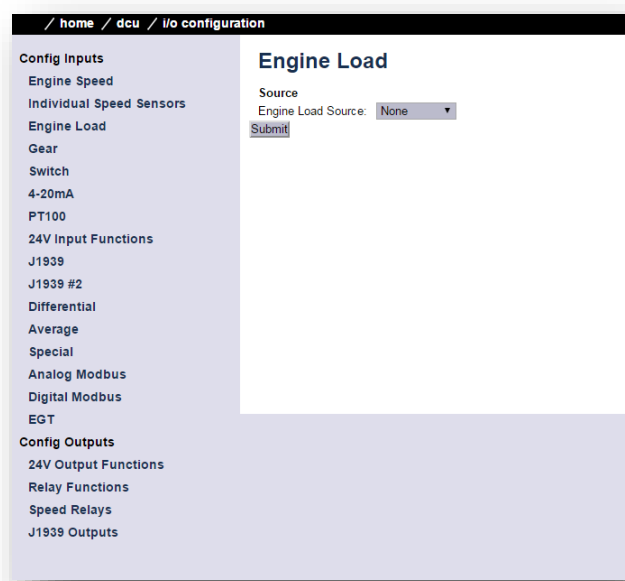 / home / dcu / i/o configuration
Config Inputs
Engine Speed
Individual Speed Sensors
Engine Load
Gear
Switch
4-20mA
PT100
24V Input Functions
J1939
J1939 #2
Differential
Average
Special
Analog Modbus
Digital Modbus
EGT
Config Outputs
24V Output Functions
Relay Functions
Speed Relays
J1939 Outputs
Engine Load
Source
Engine Load Source: None
Submit